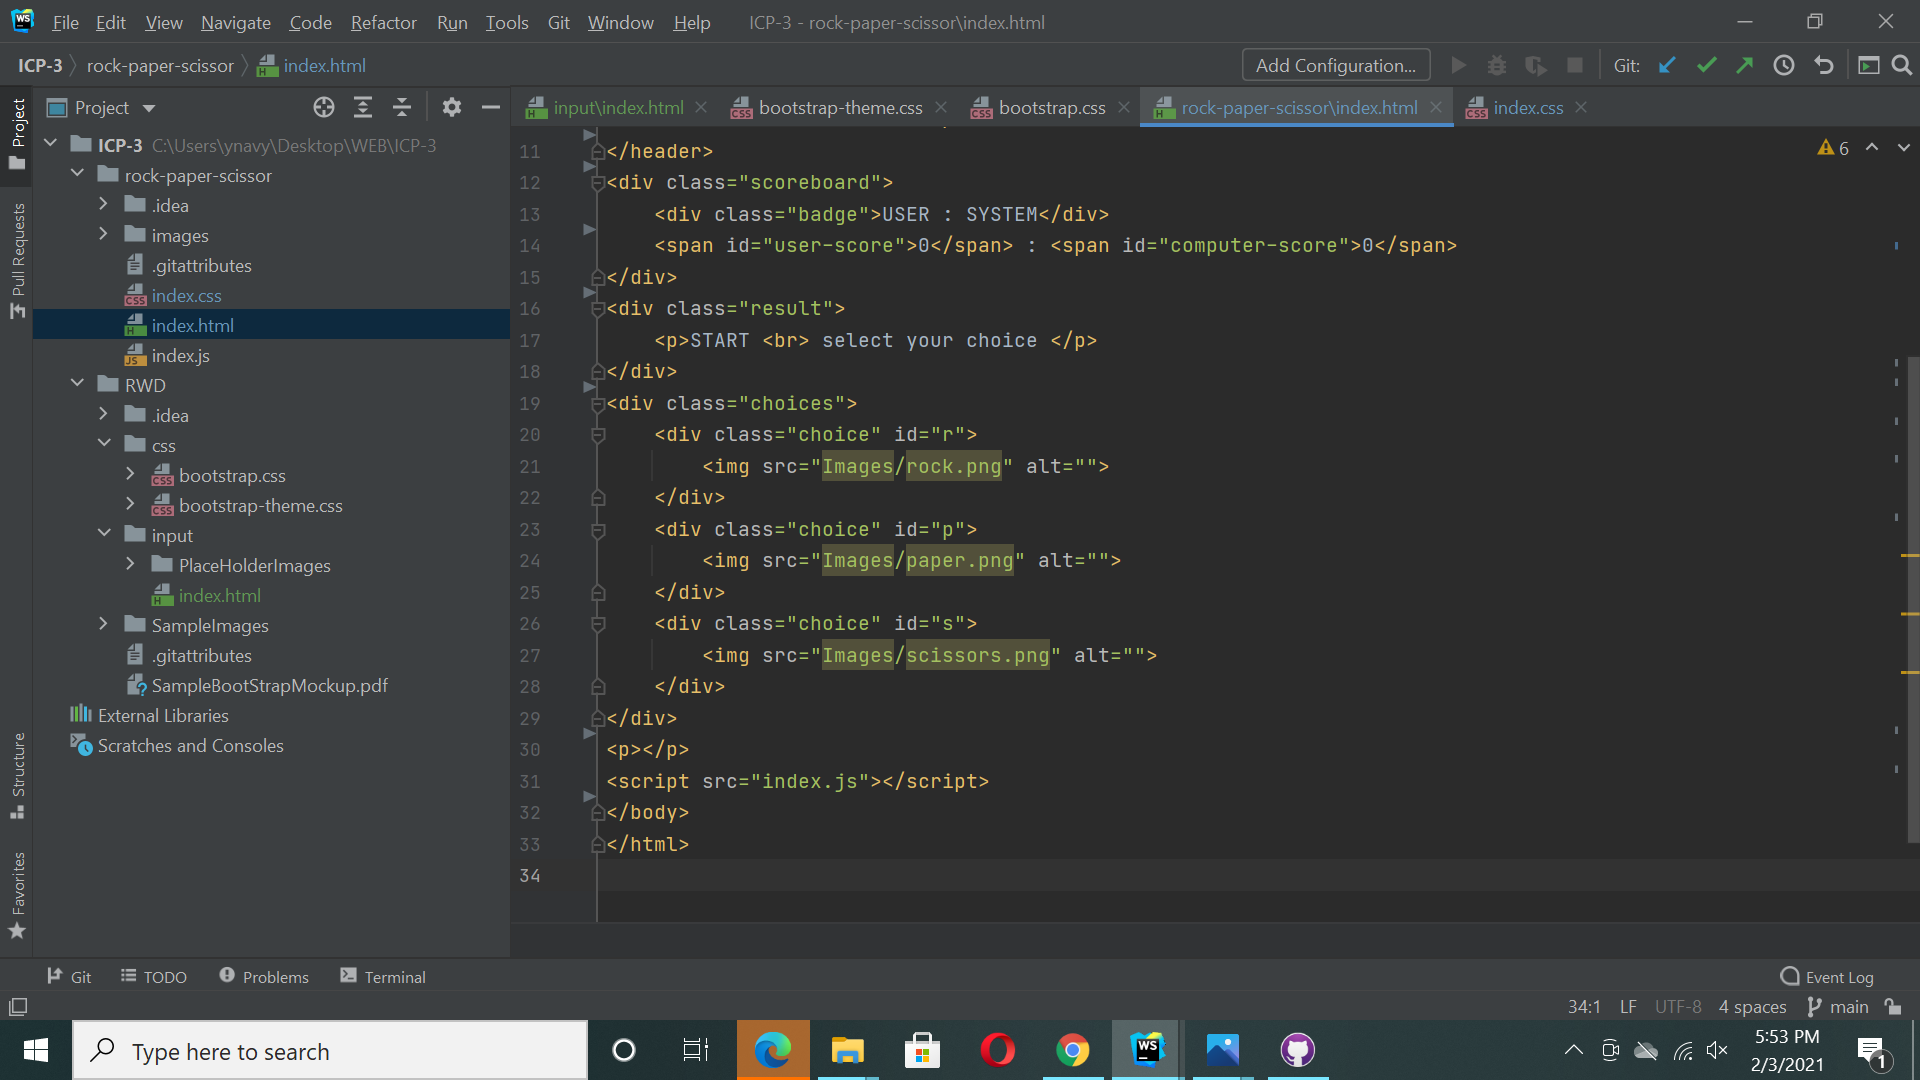 File Edit View Navigate Code Refactor Run Tools Git Window Help ICP-3 - rock-paper-scissor\index.html
ICP-3 rock-paper-scissor index.html Add Configuration... Git:
Project
input\index.html bootstrap-theme.css bootstrap.css rock-paper-scissor\index.html index.css
Project
Pull Requests
Structure
Favorites
ICP-3 C:\Users\ynavy\Desktop\WEB\ICP-3
rock-paper-scissor
.idea
images
.gitattributes
index.css
index.html
index.js
RWD
.idea
css
bootstrap.css
bootstrap-theme.css
input
PlaceHolderImages
index.html
SampleImages
.gitattributes
SampleBootStrapMockup.pdf
External Libraries
Scratches and Consoles
6
11 </header>
12 <div class="scoreboard">
13 <div class="badge">USER : SYSTEM</div>
14 <span id="user-score">0</span> : <span id="computer-score">0</span>
15 </div>
16 <div class="result">
17 <p>START <br> select your choice </p>
18 </div>
19 <div class="choices">
20 <div class="choice" id="r">
21 <img src="Images/rock.png" alt="">
22 </div>
23 <div class="choice" id="p">
24 <img src="Images/paper.png" alt="">
25 </div>
26 <div class="choice" id="s">
27 <img src="Images/scissors.png" alt="">
28 </div>
29 </div>
30 <p></p>
31 <script src="index.js"></script>
32 </body>
33 </html>
34
Git TODO Problems Terminal Event Log
34:1 LF UTF-8 4 spaces main
Type here to search
WS
5:53 PM
2/3/2021
1